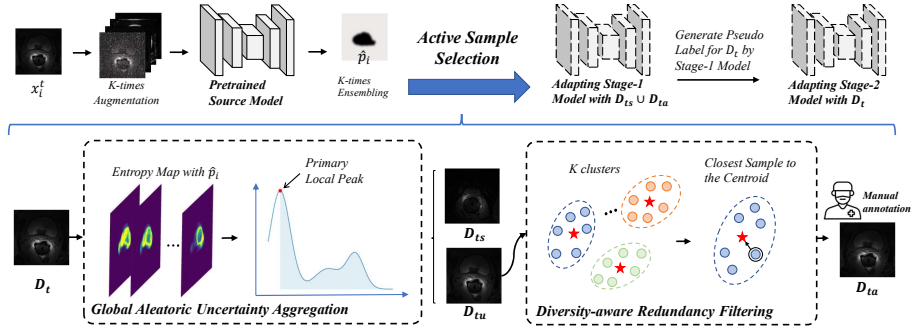 x_i^t
K-times
Augmentation
Pretrained
Source Model
p̂_i
K-times
Ensembling
Active Sample
Selection
Adapting Stage-1
Model with D_ts ∪ D_ta
Generate Pseudo
Label for D_t by
Stage-1 Model
Adapting Stage-2
Model with D_t
D_t
Entropy Map with p̂_i
...
Primary
Local Peak
Global Aleatoric Uncertainty Aggregation
D_ts
D_tu
K clusters
...
Closest Sample to
the Centroid
Diversity-aware Redundancy Filtering
Manual
annotation
D_ta